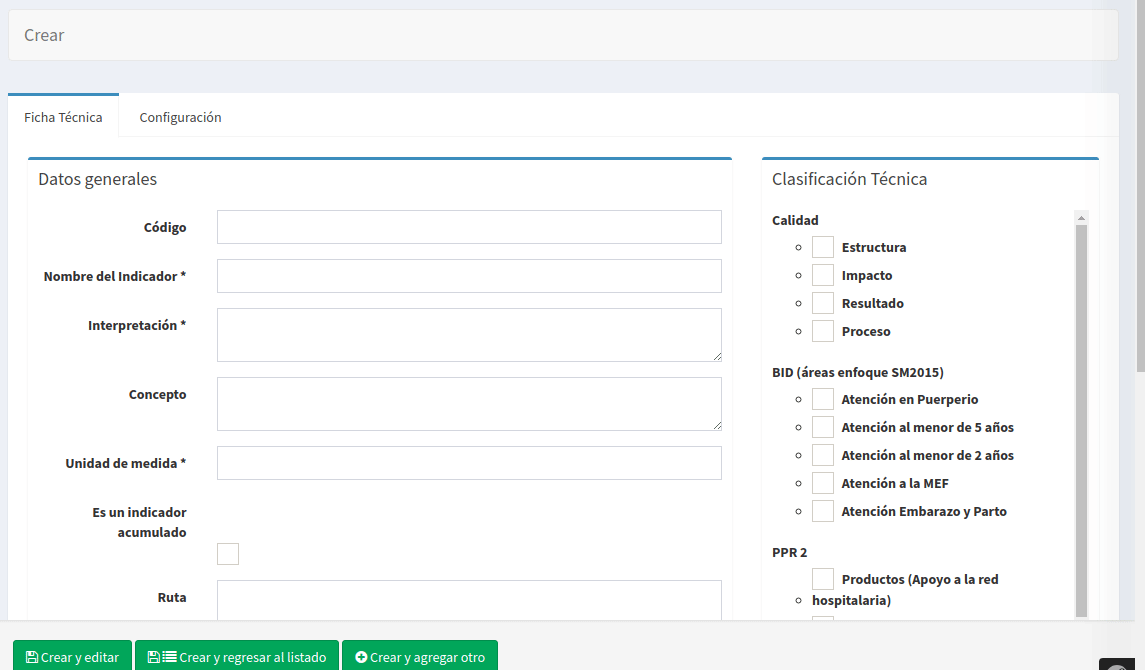 Crear
Ficha Técnica
Configuración
Datos generales
Código
Nombre del Indicador *
Interpretación *
Concepto
Unidad de medida *
Es un indicador
acumulado
Ruta
Clasificación Técnica
Calidad
Estructura
Impacto
Resultado
Proceso
BID (áreas enfoque SM2015)
Atención en Puerperio
Atención al menor de 5 años
Atención al menor de 2 años
Atención a la MEF
Atención Embarazo y Parto
PPR 2
Productos (Apoyo a la red
hospitalaria)
Crear y editar
Crear y regresar al listado
Crear y agregar otro